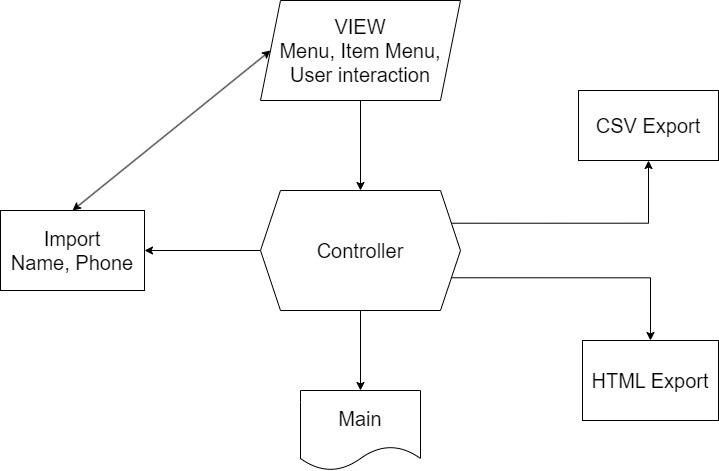 VIEW
Menu, Item Menu,
User interaction
CSV Export
Import
Name, Phone
Controller
HTML Export
Main